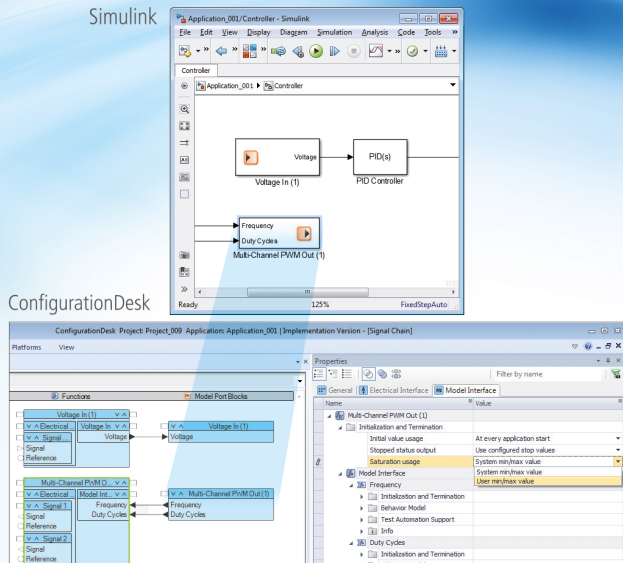 Simulink
Application_001/Controller - Simulink
File Edit View Display Diagram Simulation Analysis Code Tools »
Controller
Application_001 Controller
Voltage
Voltage In (1)
PID(s)
PID Controller
Frequency
Duty Cycles
Multi-Channel PWM Out (1)
Ready 125% FixedStepAuto
ConfigurationDesk
ConfigurationDesk Project: Project_009 Application: Application_001 |Implementation Version - [Signal Chain]
Platforms View
Functions Model Port Blocks
Voltage In (1)
Electrical ... Voltage In
Signal ... Voltage
Signal
Reference
Voltage In (1)
Voltage
Multi-Channel PWM O...
Electrical ... Model Int...
Signal 1 Frequency
Signal Duty Cycles
Reference
Signal 2
Signal
Reference
Multi-Channel PWM Out (1)
Frequency
Duty Cycles
Properties
Filter by name
General Electrical Interface Model Interface
Name Value
Multi-Channel PWM Out (1)
Initialization and Termination
Initial value usage At every application start
Stopped status output Use configured stop values
Saturation usage System min/max value
System min/max value
User min/max value
Model Interface
Frequency
Initialization and Termination
Behavior Model
Test Automation Support
Info
Duty Cycles
Initialization and Termination